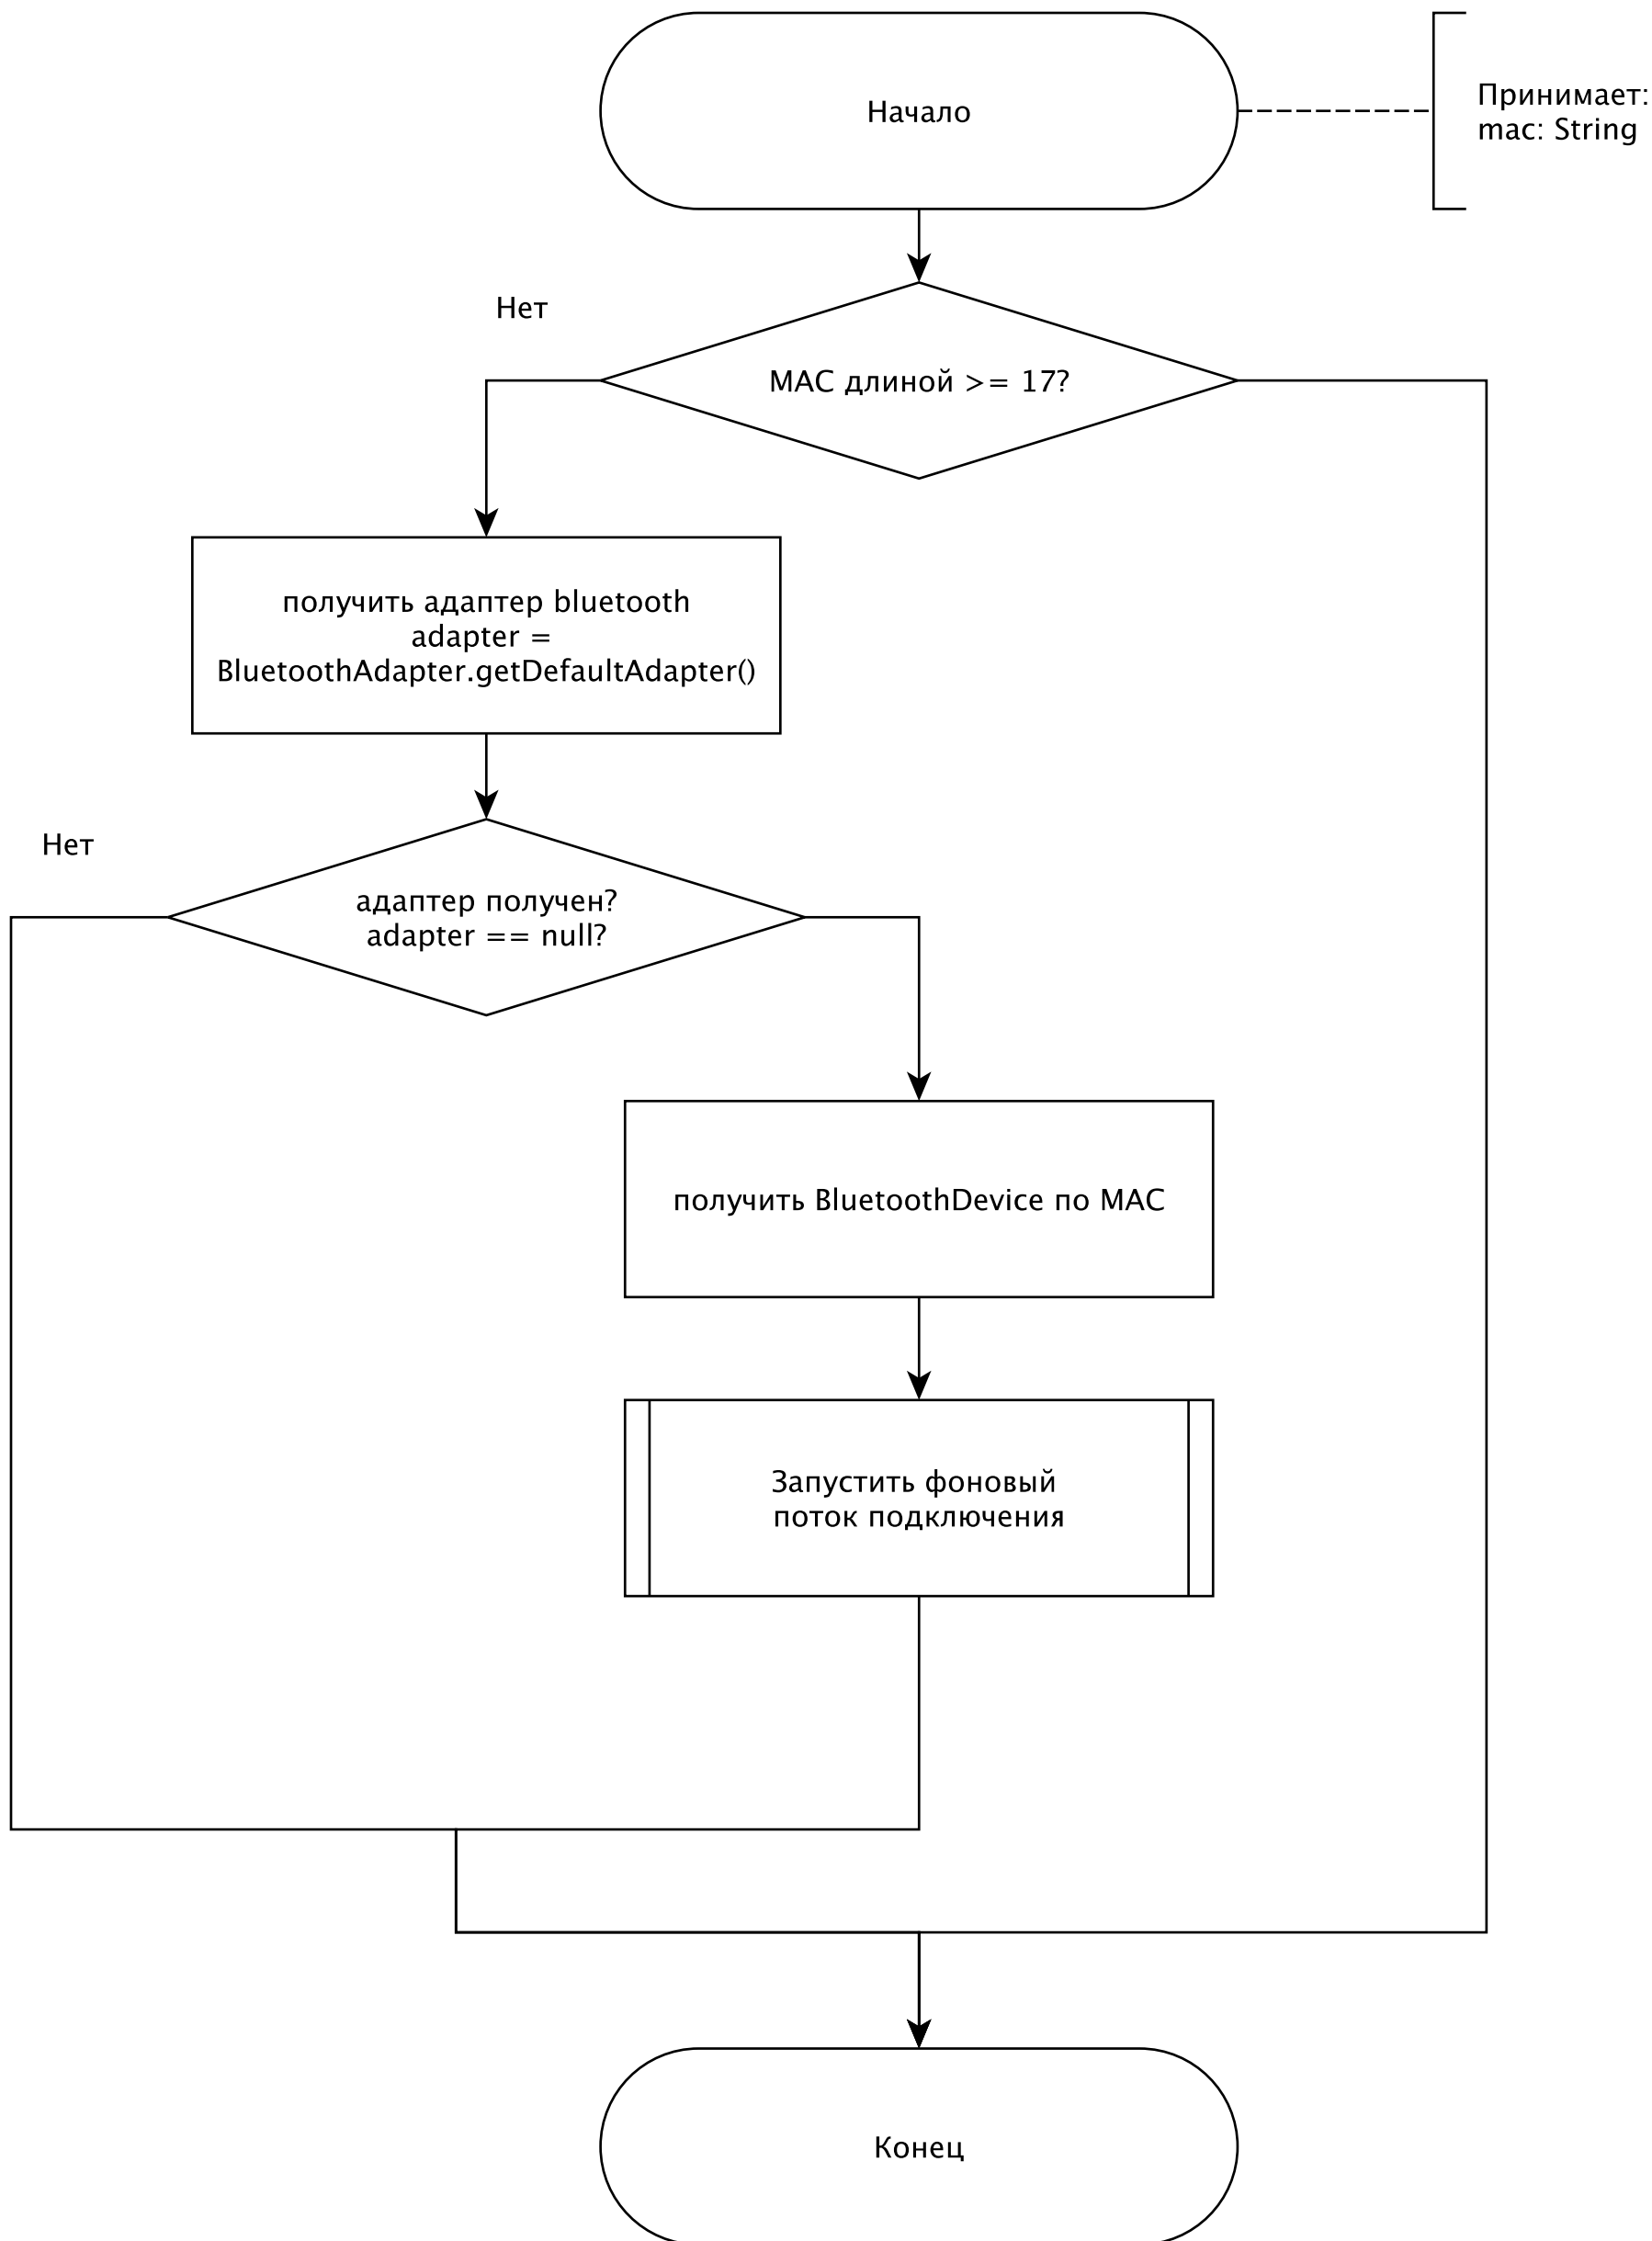 Начало
Принимает:
mac: String
Нет
MAC длиной >= 17?
получить адаптер bluetooth
adapter =
BluetoothAdapter.getDefaultAdapter()
Нет
адаптер получен?
adapter == null?
получить BluetoothDevice по MAC
Запустить фоновый
поток подключения
Конец